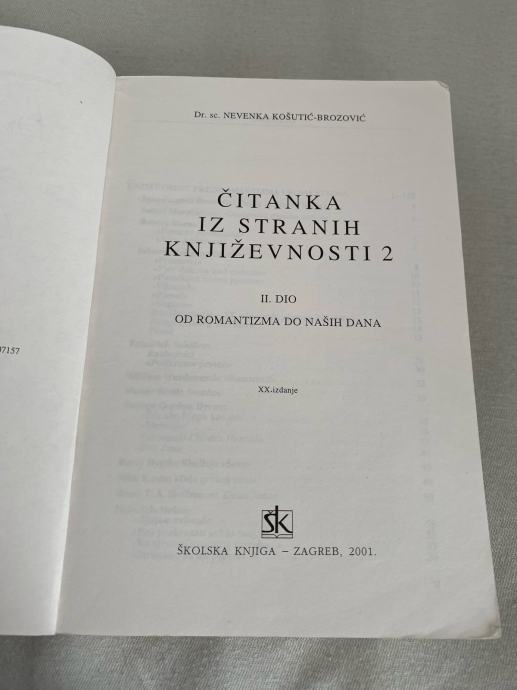 Dr. sc. NEVENKA KOŠUTIĆ-BROZOVIĆ
ČITANKA
IZ STRANIH
KNJIŽEVNOSTI 2
II. DIO
OD ROMANTIZMA DO NAŠIH DANA
07157
XX.izdanje
ŠK
ŠKOLSKA KNJIGA – ZAGREB, 2001.